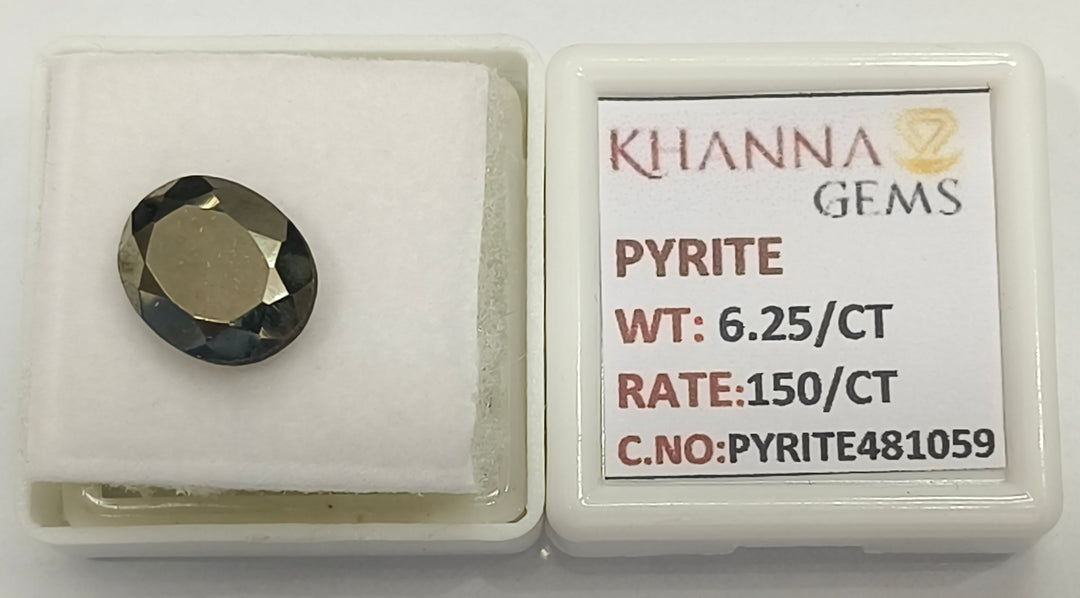 KHANNA
GEMS
PYRITE
WT: 6.25/CT
RATE:150/CT
C.NO:PYRITE481059